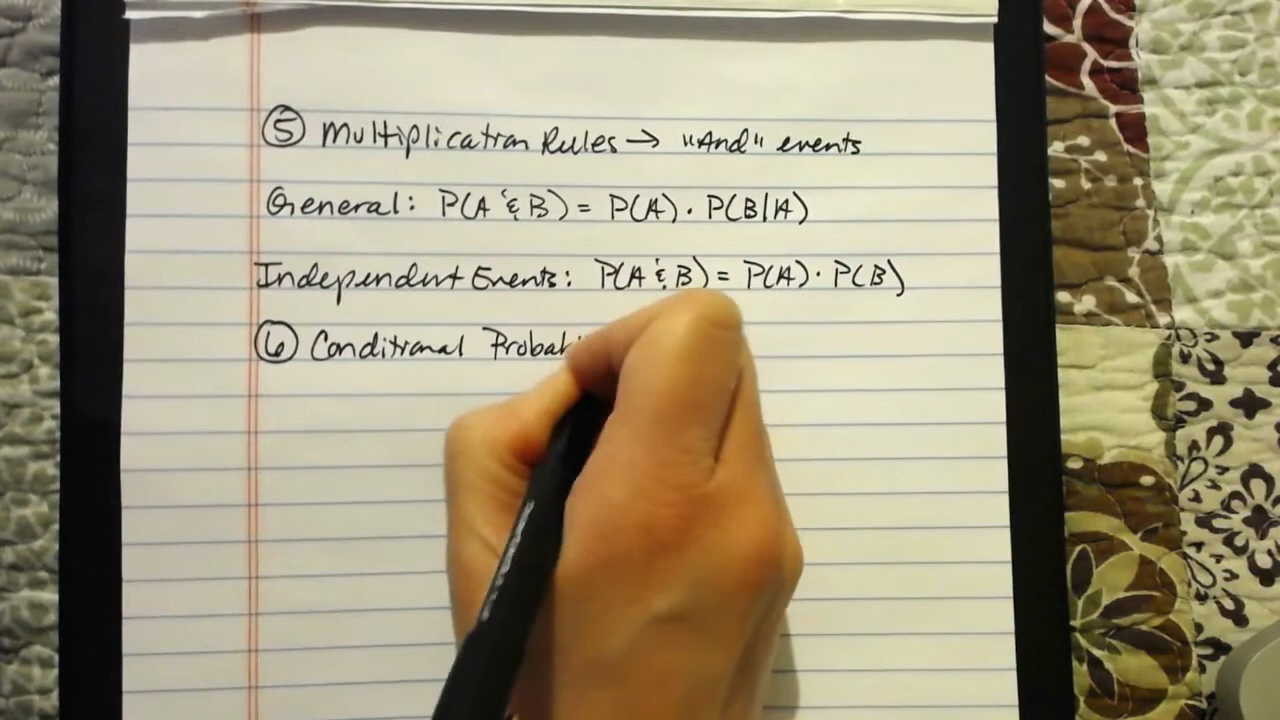 ⑤ Multiplication Rules → "And" events
General: P(A & B) = P(A) · P(B|A)
Independent Events: P(A & B) = P(A) · P(B)
⑥ Conditional